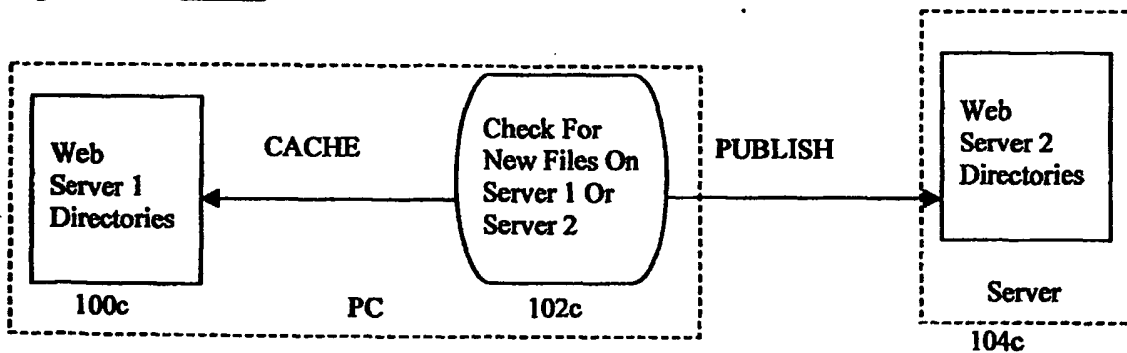 Web
Server 1
Directories
100c
CACHE
PC
Check For
New Files On
Server 1 Or
Server 2
102c
PUBLISH
Web
Server 2
Directories
Server
104c